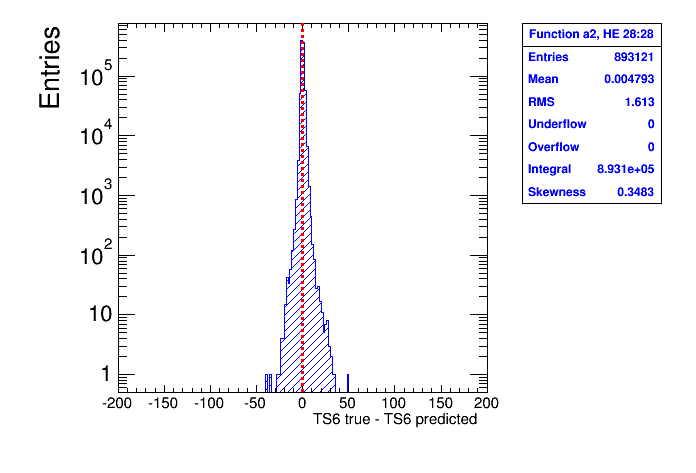 Entries
10^5
10^4
10^3
10^2
10
1
-200 -150 -100 -50 0 50 100 150 200
TS6 true - TS6 predicted
Function a2, HE 28:28
Entries 893121
Mean 0.004793
RMS 1.613
Underflow 0
Overflow 0
Integral 8.931e+05
Skewness 0.3483